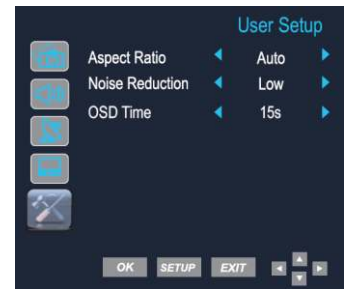 User Setup
Aspect Ratio Auto
Noise Reduction Low
OSD Time 15s
OK SETUP EXIT